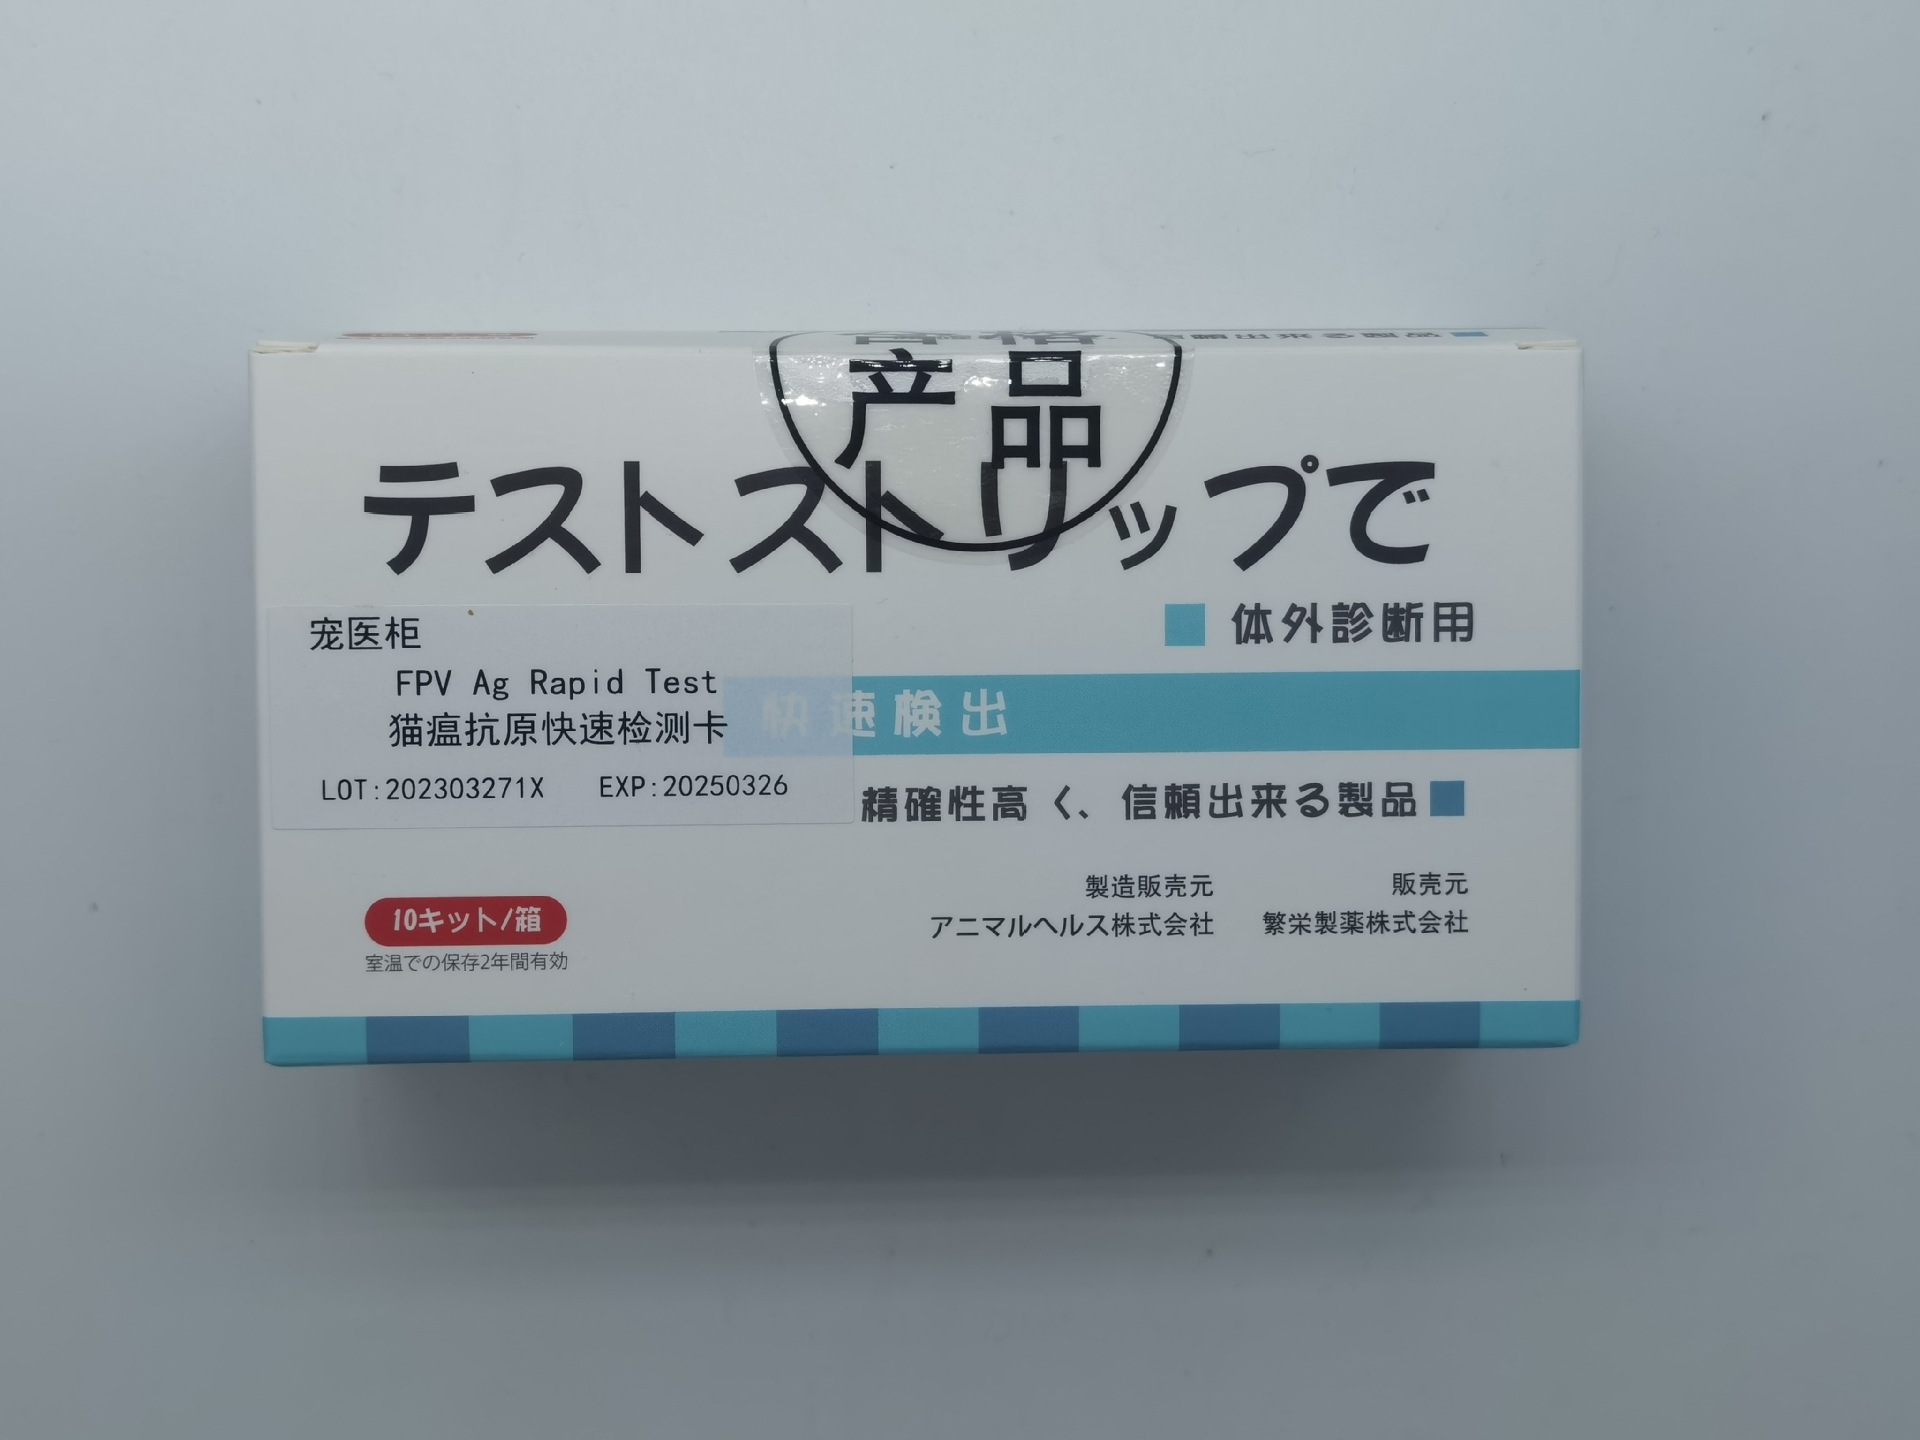 合格
产品
テストストリップで
体外診断用
宠医柜
FPV Ag Rapid Test
猫瘟抗原快速检测卡
LOT:202303271X EXP:20250326
快速検出
精確性高く、信頼出来る製品
製造販売元
アニマルヘルス株式会社
販売元
繁栄製薬株式会社
10キット/箱
室温での保存2年間有効